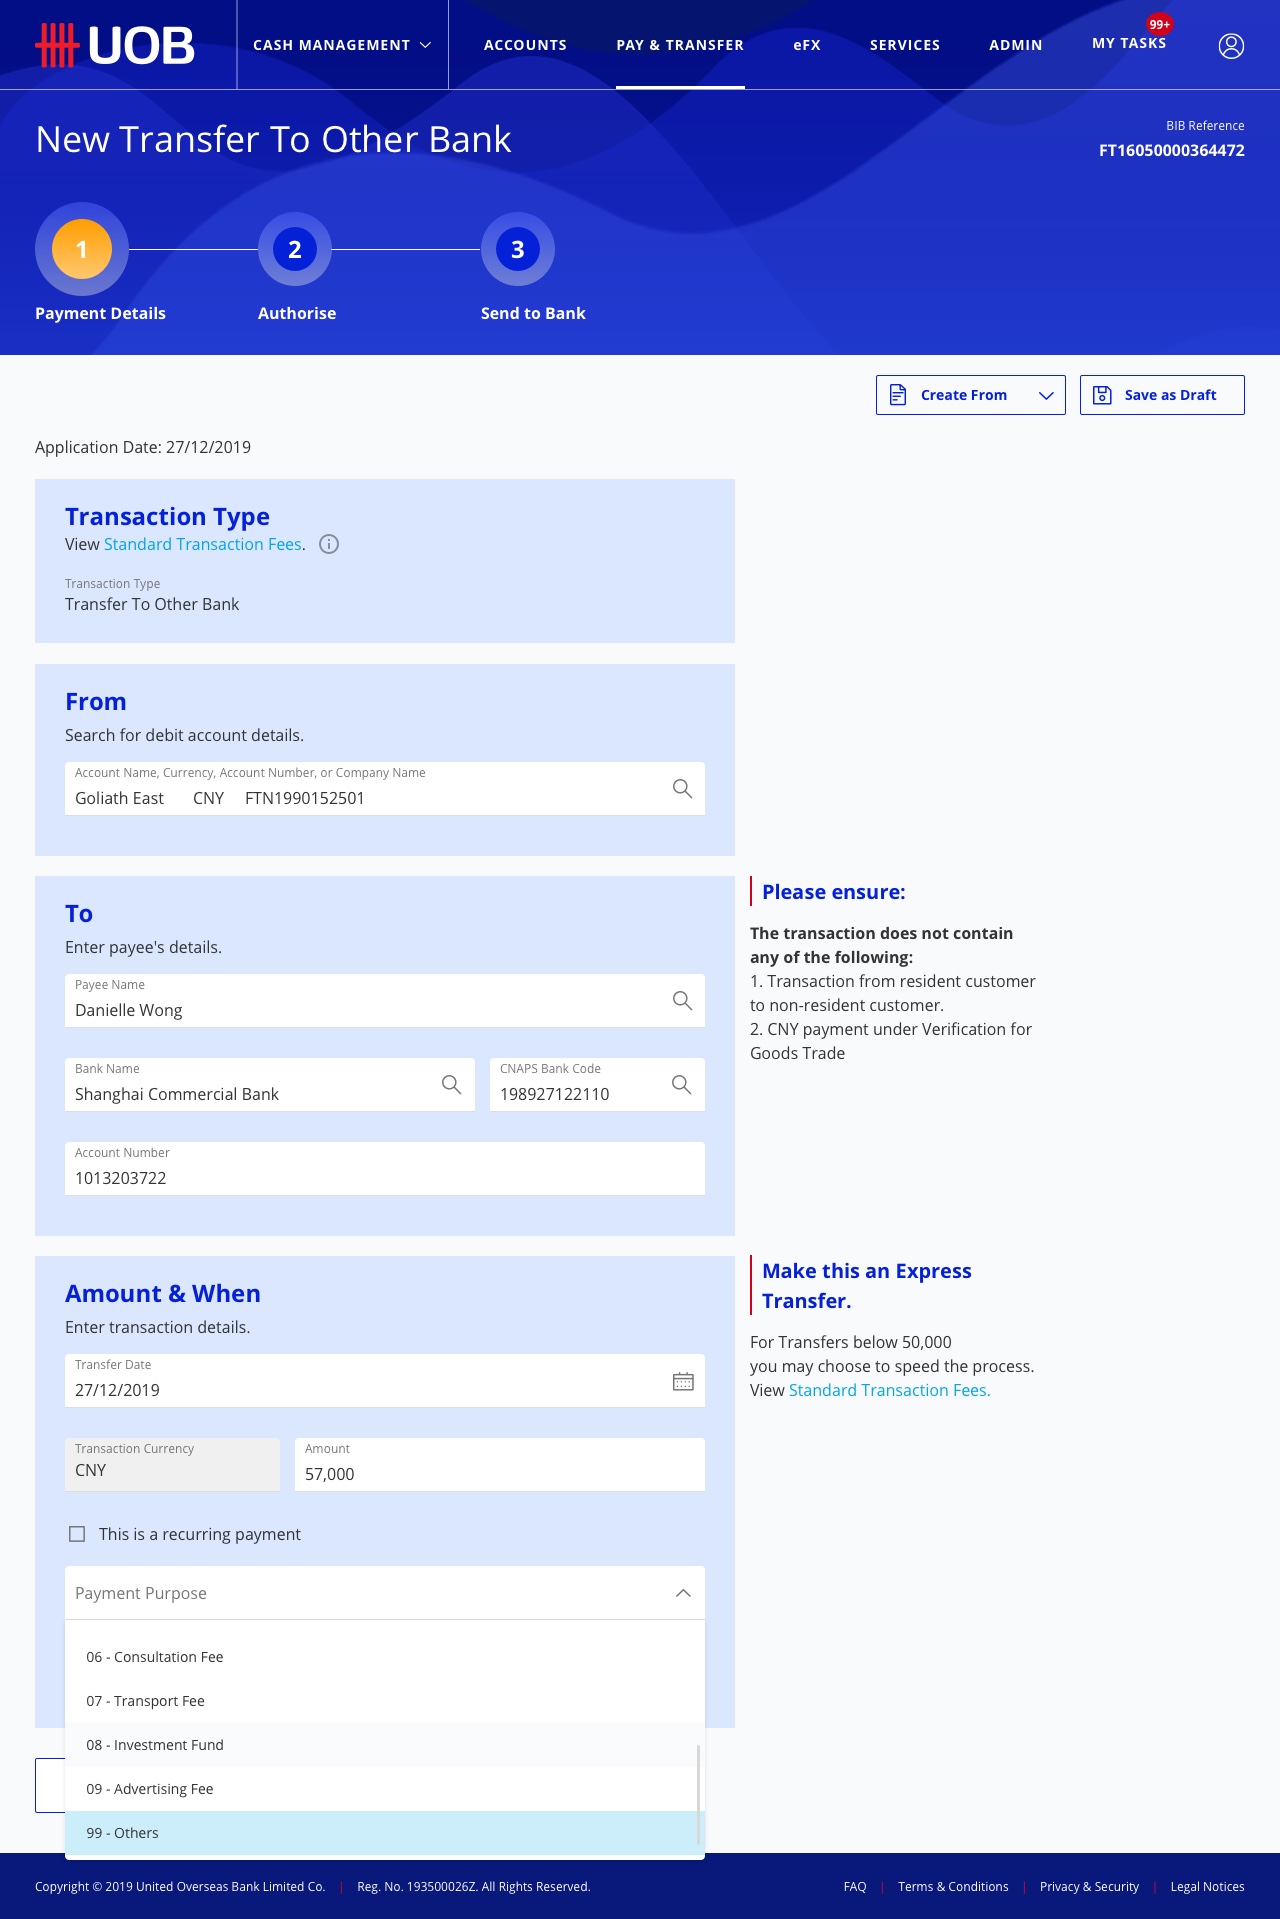 UOB
CASH MANAGEMENT
ACCOUNTS
PAY & TRANSFER
eFX
SERVICES
ADMIN
MY TASKS
99+
New Transfer To Other Bank
BIB Reference
FT16050000364472
1
2
3
Payment Details
Authorise
Send to Bank
Create From
Save as Draft
Application Date: 27/12/2019
Transaction Type
View Standard Transaction Fees.
Transaction Type
Transfer To Other Bank
From
Search for debit account details.
Account Name, Currency, Account Number, or Company Name
Goliath East CNY FTN1990152501
To
Enter payee's details.
Payee Name
Danielle Wong
Bank Name
Shanghai Commercial Bank
CNAPS Bank Code
198927122110
Account Number
1013203722
Please ensure:
The transaction does not contain
any of the following:
1. Transaction from resident customer
to non-resident customer.
2. CNY payment under Verification for
Goods Trade
Amount & When
Enter transaction details.
Transfer Date
27/12/2019
Transaction Currency
CNY
Amount
57,000
This is a recurring payment
Payment Purpose
06 - Consultation Fee
07 - Transport Fee
08 - Investment Fund
09 - Advertising Fee
99 - Others
Make this an Express
Transfer.
For Transfers below 50,000
you may choose to speed the process.
View Standard Transaction Fees.
Copyright © 2019 United Overseas Bank Limited Co. | Reg. No. 193500026Z. All Rights Reserved.
FAQ | Terms & Conditions | Privacy & Security | Legal Notices